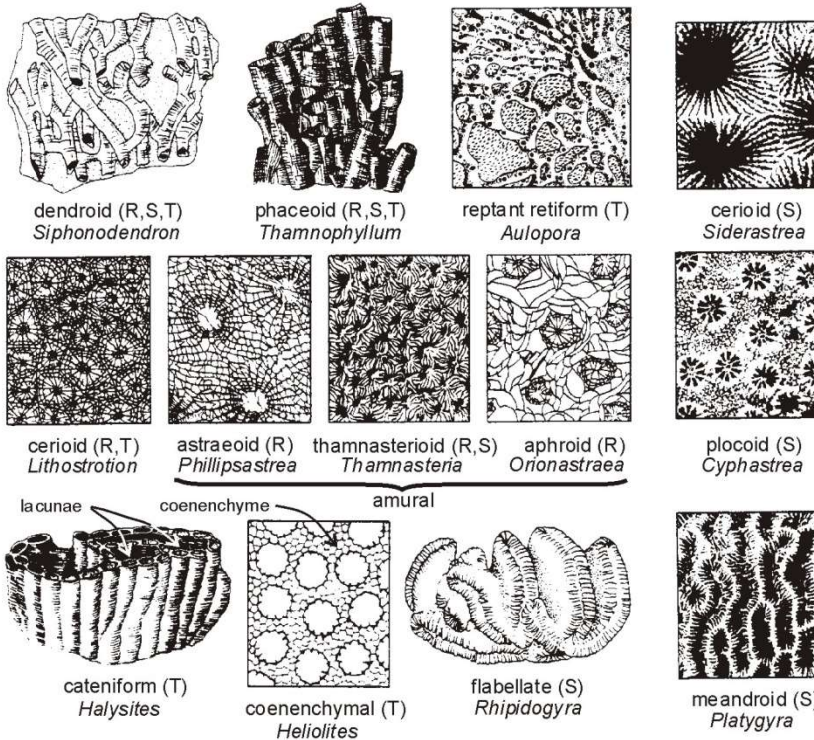 dendroid (R,S,T)
Siphonodendron
phaceoid (R,S,T)
Thamnophyllum
reptant retiform (T)
Aulopora
cerioid (S)
Siderastrea
cerioid (R,T)
Lithostrotion
astraeoid (R)
Phillipsastrea
thamnasterioid (R,S)
Thamnasteria
aphroid (R)
Orionastraea
plocoid (S)
Cyphastrea
amural
lacunae
coenenchyme
cateniform (T)
Halysites
coenenchymal (T)
Heliolites
flabellate (S)
Rhipidogyra
meandroid (S)
Platygyra